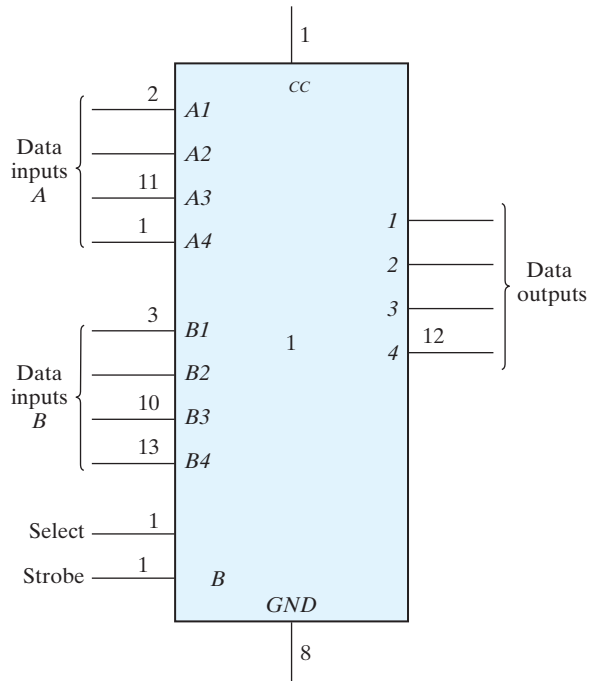 1
CC
2
A1
Data
inputs
A
A2
11
A3
1
A4
1
2
3
12
4
Data
outputs
3
B1
1
Data
inputs
B
B2
10
B3
13
B4
Select
1
Strobe
1
B
GND
8